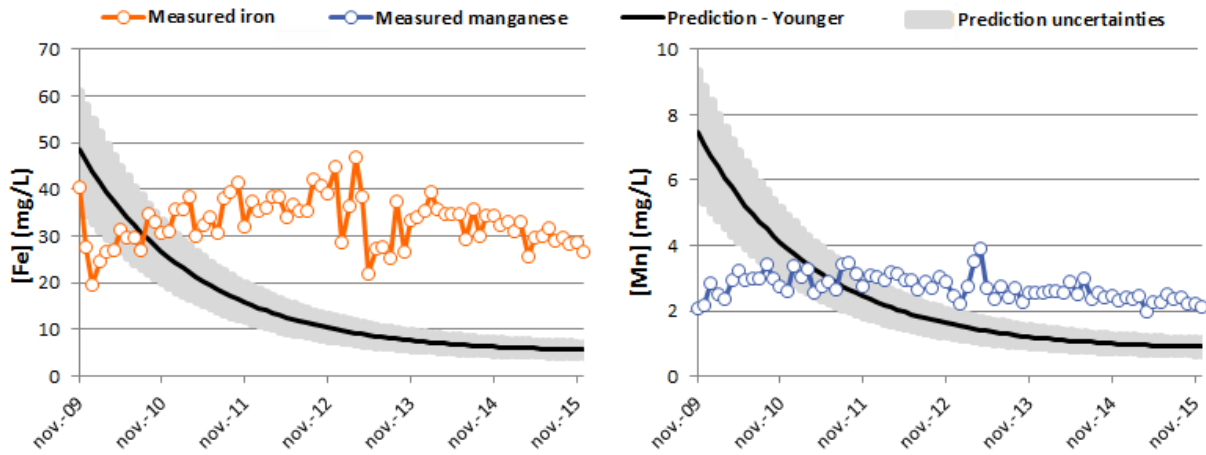 Measured iron
Measured manganese
Prediction - Younger
Prediction uncertainties
[Fe] (mg/L)
70
60
50
40
30
20
10
0
nov.-09
nov.-10
nov.-11
nov.-12
nov.-13
nov.-14
nov.-15
[Mn] (mg/L)
10
8
6
4
2
0
nov.-09
nov.-10
nov.-11
nov.-12
nov.-13
nov.-14
nov.-15